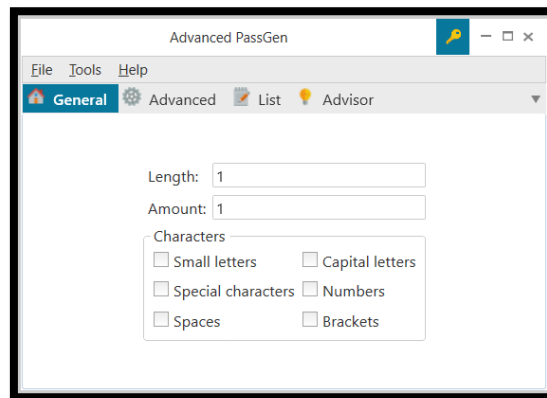 Advanced PassGen
File Tools Help
General Advanced List Advisor
Length: 1
Amount: 1
Characters
Small letters Capital letters
Special characters Numbers
Spaces Brackets